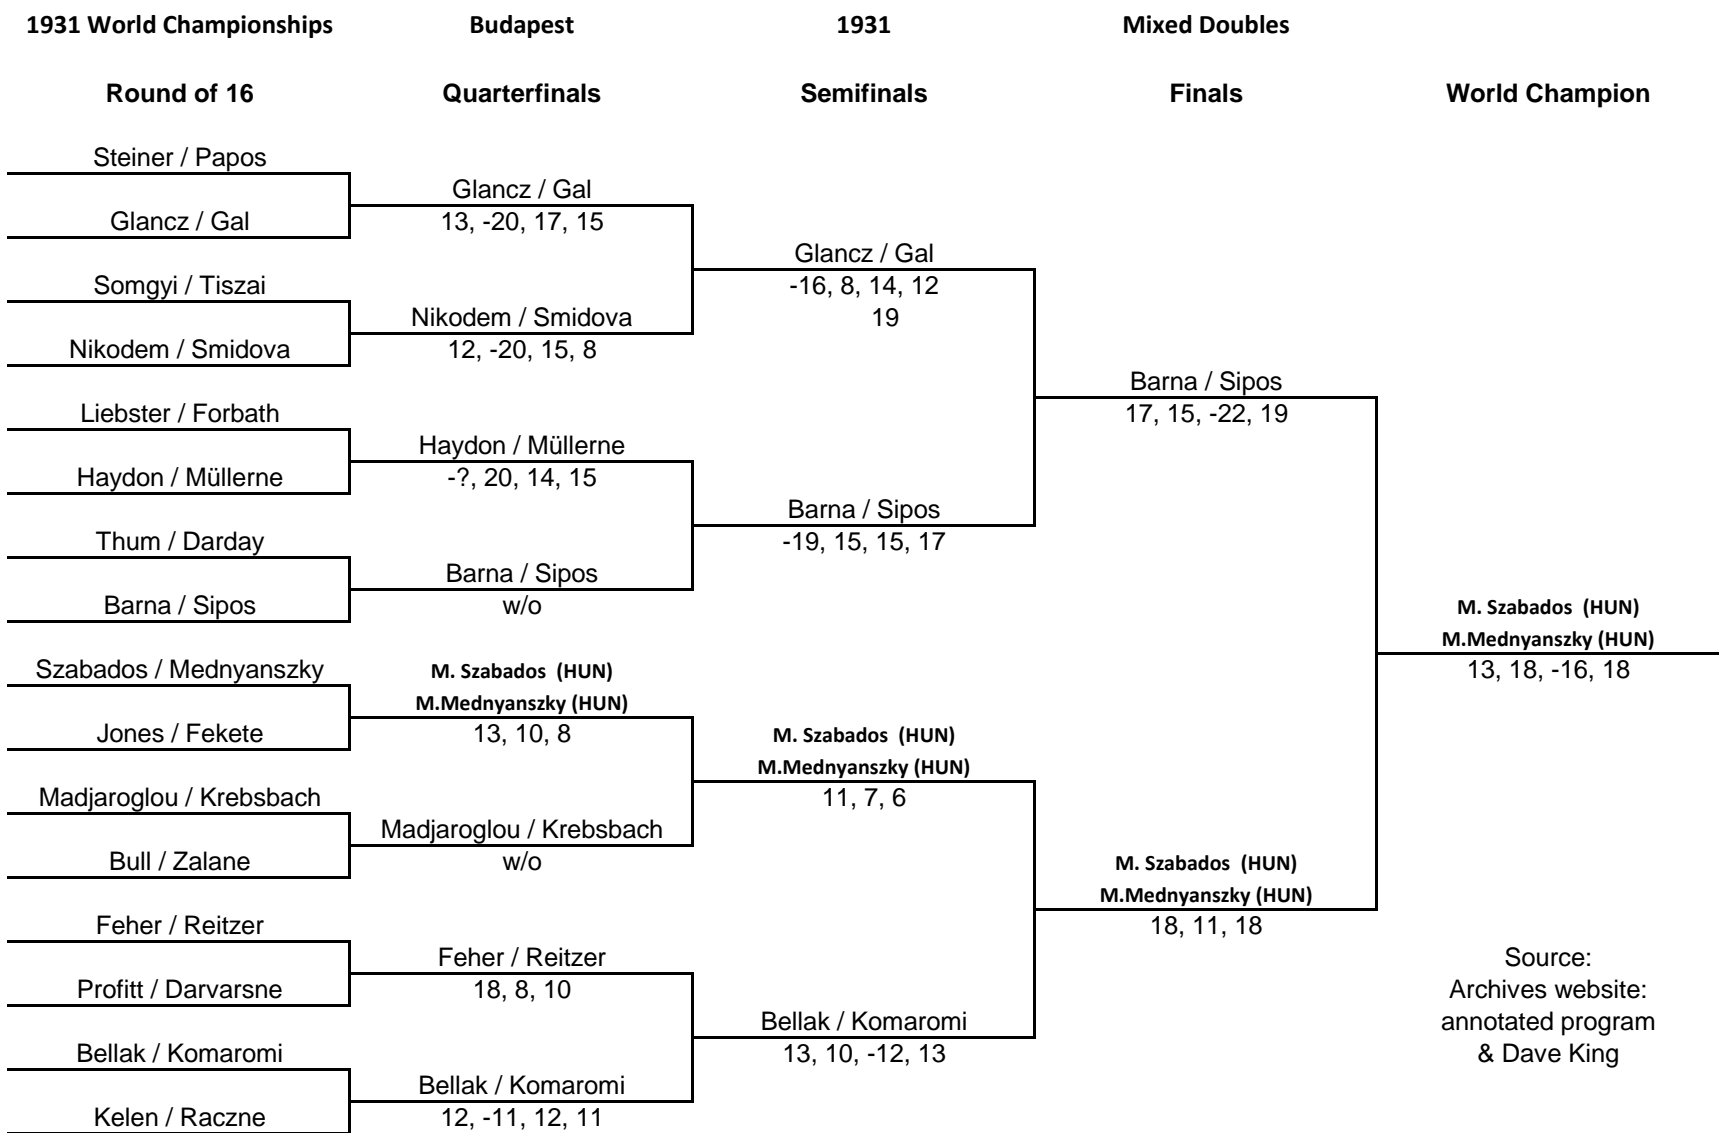 1931 World Championships Budapest 1931 Mixed Doubles
Round of 16 Quarterfinals Semifinals Finals World Champion
Steiner / Papos
Glancz / Gal
Glancz / Gal
13, -20, 17, 15
Glancz / Gal
Somgyi / Tiszai
-16, 8, 14, 12
Nikodem / Smidova
19
Nikodem / Smidova
12, -20, 15, 8
Barna / Sipos
Liebster / Forbath
17, 15, -22, 19
Haydon / Müllerne
Haydon / Müllerne
-?, 20, 14, 15
Barna / Sipos
Thum / Darday
-19, 15, 15, 17
Barna / Sipos
Barna / Sipos
w/o
M. Szabados (HUN)
M.Mednyanszky (HUN)
Szabados / Mednyanszky
M. Szabados (HUN)
13, 18, -16, 18
M.Mednyanszky (HUN)
Jones / Fekete
13, 10, 8
M. Szabados (HUN)
M.Mednyanszky (HUN)
Madjaroglou / Krebsbach
11, 7, 6
Madjaroglou / Krebsbach
Bull / Zalane
w/o
M. Szabados (HUN)
M.Mednyanszky (HUN)
Feher / Reitzer
18, 11, 18
Feher / Reitzer
Source:
Profitt / Darvarsne
18, 8, 10
Archives website:
Bellak / Komaromi
annotated program
Bellak / Komaromi
13, 10, -12, 13
& Dave King
Bellak / Komaromi
Kelen / Raczne
12, -11, 12, 11